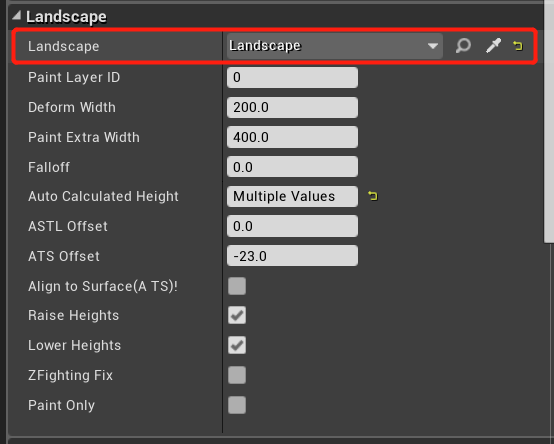 Landscape
Landscape Landscape
Paint Layer ID 0
Deform Width 200.0
Paint Extra Width 400.0
Falloff 0.0
Auto Calculated Height Multiple Values
ASTL Offset 0.0
ATS Offset -23.0
Align to Surface(A TS)!
Raise Heights
Lower Heights
ZFighting Fix
Paint Only